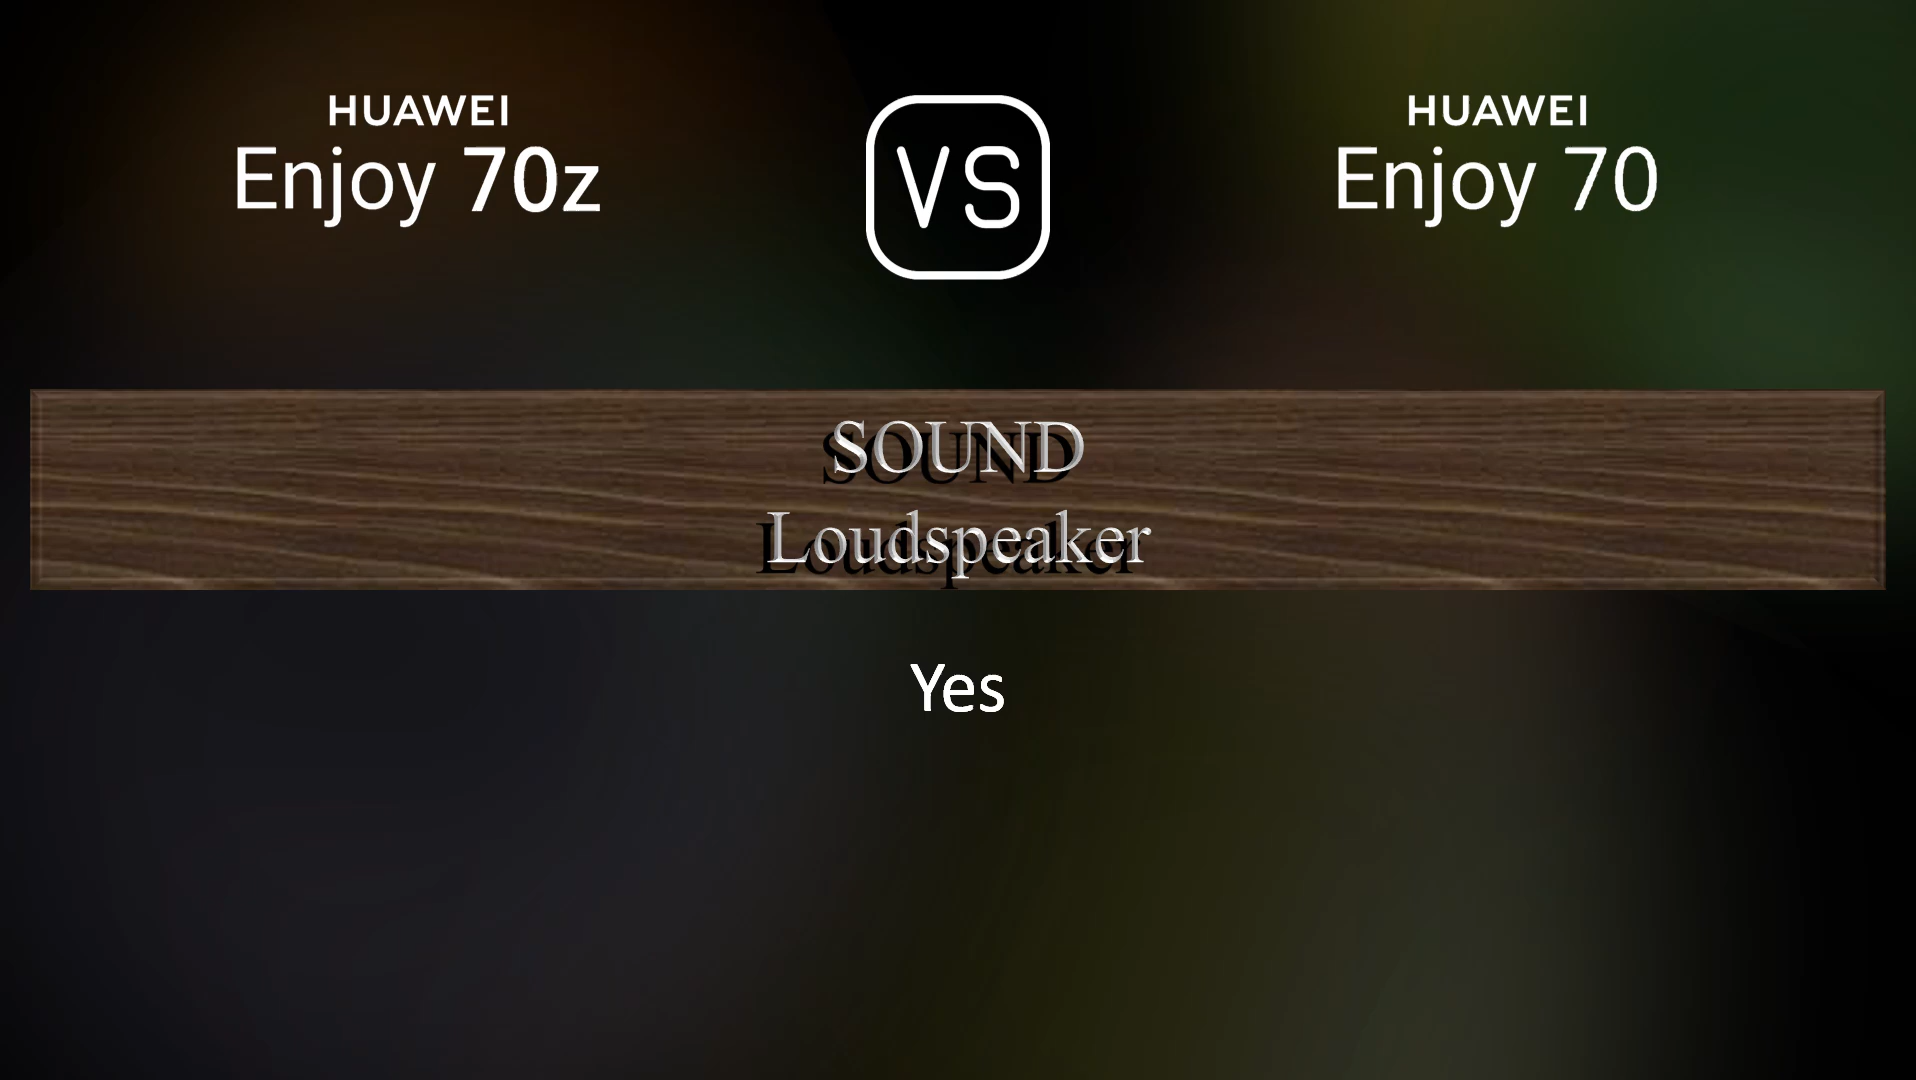 HUAWEI
Enjoy 70z
VS
HUAWEI
Enjoy 70
SOUND
Loudspeaker
Yes